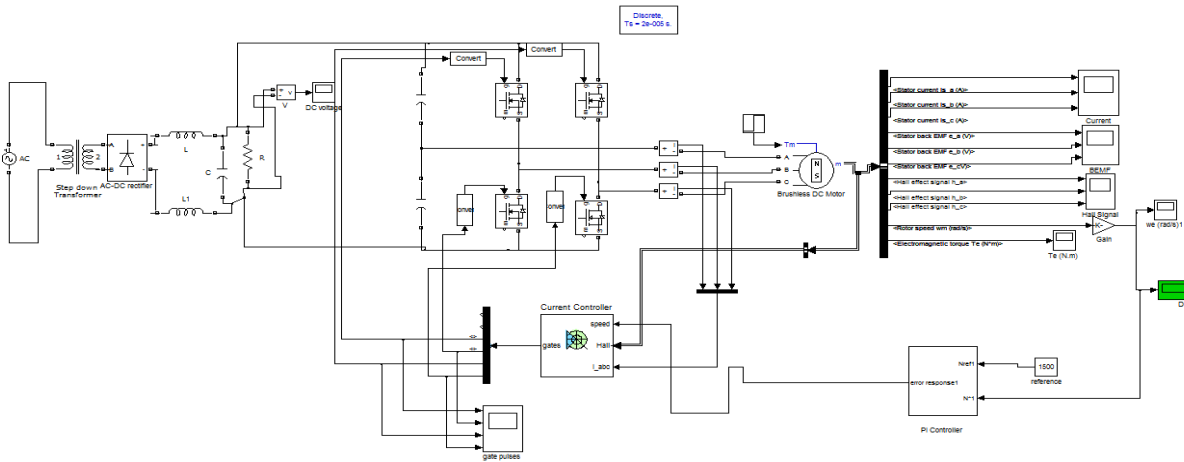 Discrete,
Ts = 2e-005 s.
Convert
Convert
AC
1
2
A
B
+
-
Step down
Transformer
AC-DC rectifier
L
L1
C
R
V
DC voltage
Tm
A
B
C
m
Brushless DC Motor
<Stator current is_a (A)>
<Stator current is_b (A)>
<Stator current is_c (A)>
<Stator back EMF e_a (V)>
<Stator back EMF e_b (V)>
<Stator back EMF e_cV)>
<Hall effect signal h_a>
<Hall effect signal h_b>
<Hall effect signal h_c>
<Rotor speed wm (rad/s)>
<Electromagnetic torque Te (N*m)>
Current
BEMF
Hall Signal
K-
Gain
Te (N.m)
we (rad/s)1
D
onver
onver
Current Controller
gates
speed
Hall
I_abc
gate pulses
error response1
Nref1
N*1
1500
reference
PI Controller